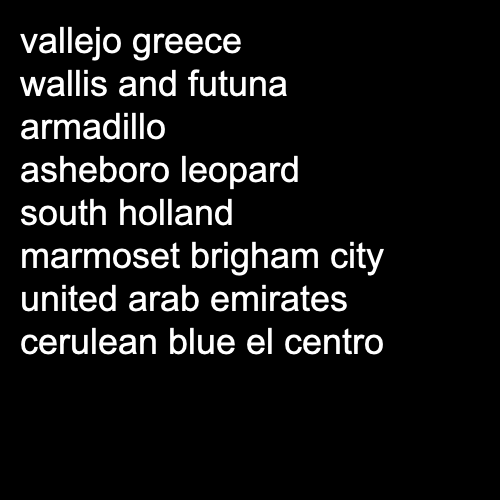 vallejo greece
wallis and futuna
armadillo
asheboro leopard
south holland
marmoset brigham city
united arab emirates
cerulean blue el centro